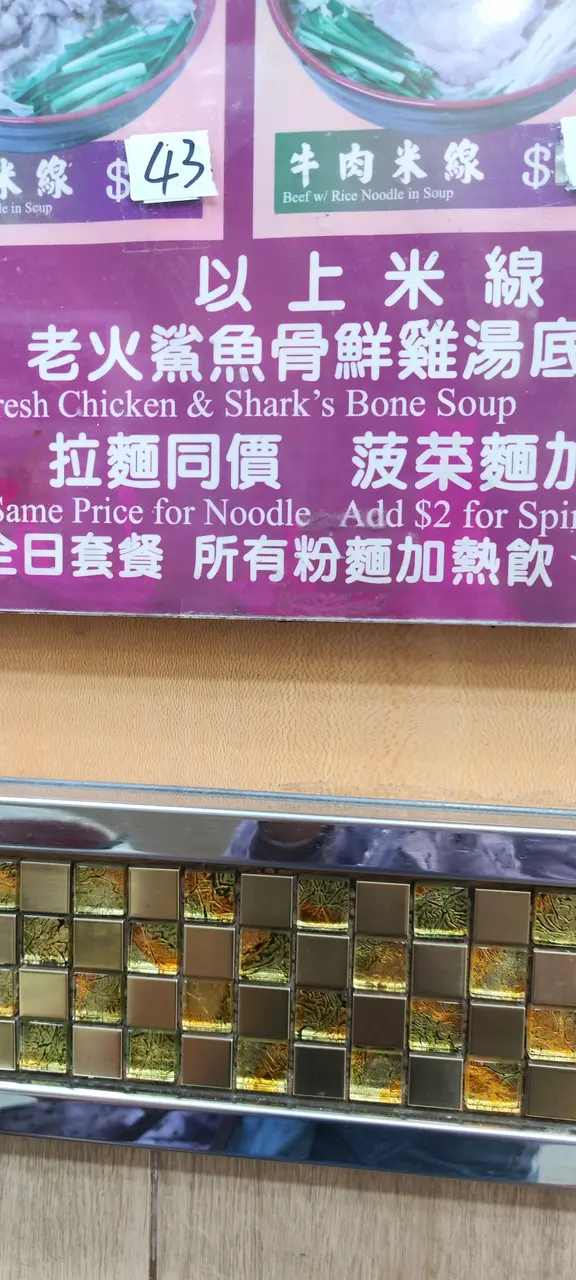 米線 $43
le in Soup
牛肉米線 $
Beef w/ Rice Noodle in Soup
以上米線
老火鯊魚骨鮮雞湯底
resh Chicken & Shark's Bone Soup
拉麵同價 菠菜麵加
Same Price for Noodle Add $2 for Spin
全日套餐 所有粉麵加熱飲